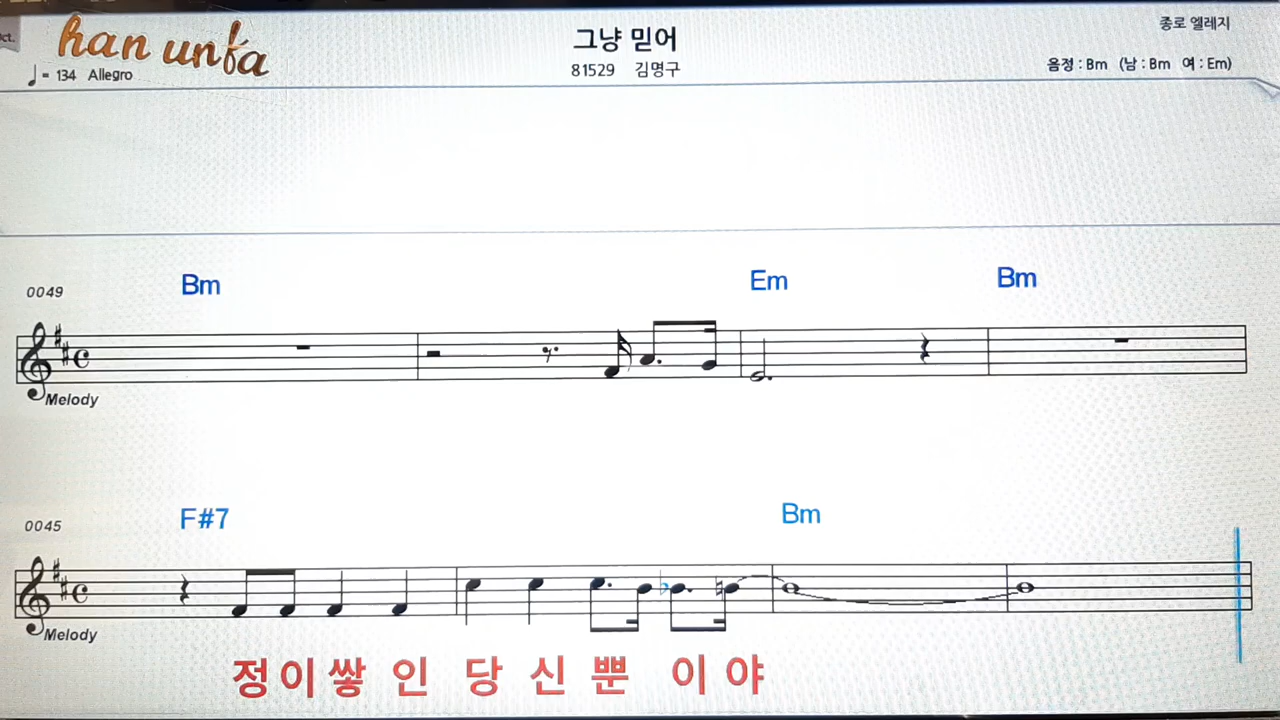 ct.
han unfa
그냥 믿어
종로 엘레지
♩ = 134 Allegro
81529 김명구
음정 : Bm (남 : Bm 여 : Em)
Bm Em Bm
0049
Melody
F#7 Bm
0045
Melody
정이쌓 인 당 신 뿐 이 야